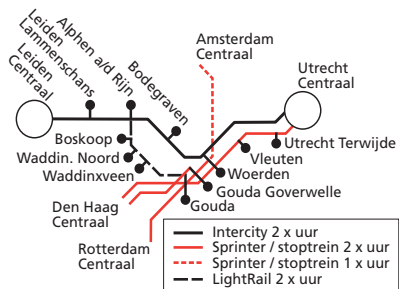 Leiden
Centraal
Leiden
Lammenschans
Alphen a/d Rijn
Bodegraven
Amsterdam
Centraal
Utrecht
Centraal
Boskoop
Waddin. Noord
Waddinxveen
Utrecht Terwijde
Vleuten
Woerden
Gouda Goverwelle
Gouda
Den Haag
Centraal
Rotterdam
Centraal
Intercity 2 x uur
Sprinter / stoptrein 2 x uur
Sprinter / stoptrein 1 x uur
LightRail 2 x uur